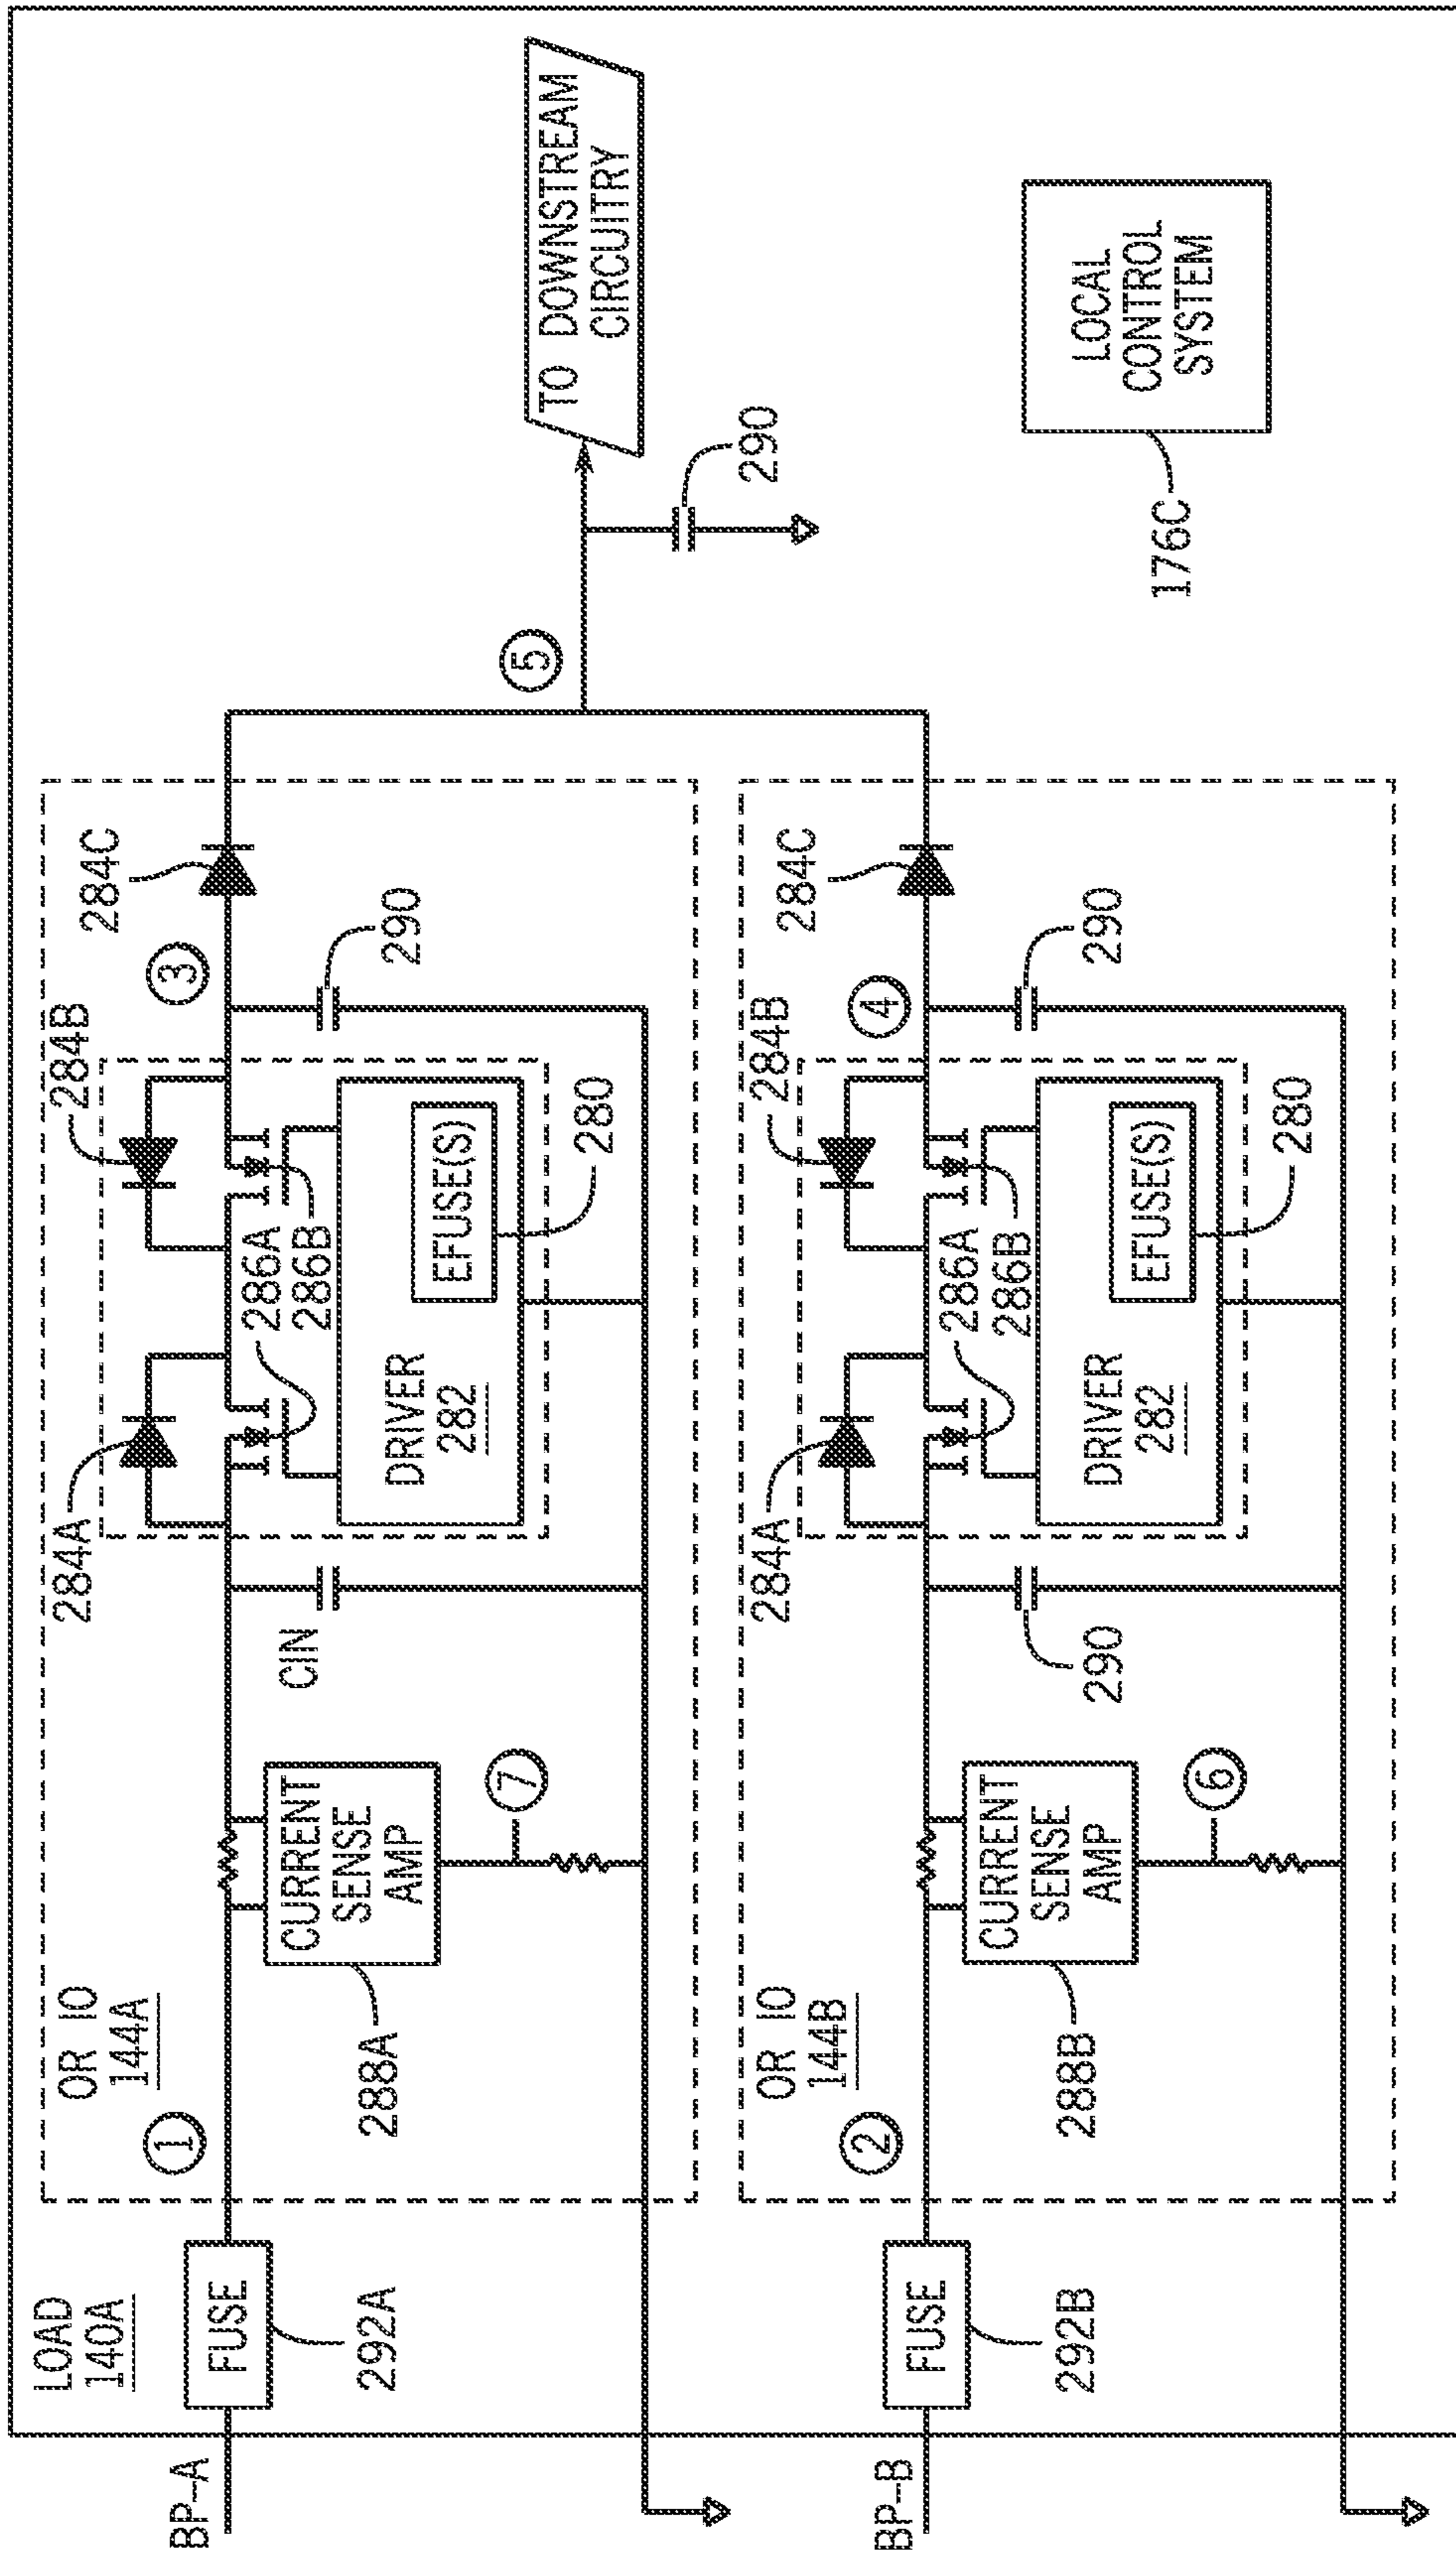 LOAD
140A
BP-A
FUSE
292A
OR IO
144A
1
CURRENT
SENSE
AMP
288A
7
CIN
284A
284B
286A
286B
DRIVER
282
EFUSE(S)
280
3
290
284C
BP-B
FUSE
292B
OR IO
144B
2
CURRENT
SENSE
AMP
288B
6
290
284A
284B
286A
286B
DRIVER
282
EFUSE(S)
280
4
290
284C
5
290
TO DOWNSTREAM
CIRCUITRY
LOCAL
CONTROL
SYSTEM
176C